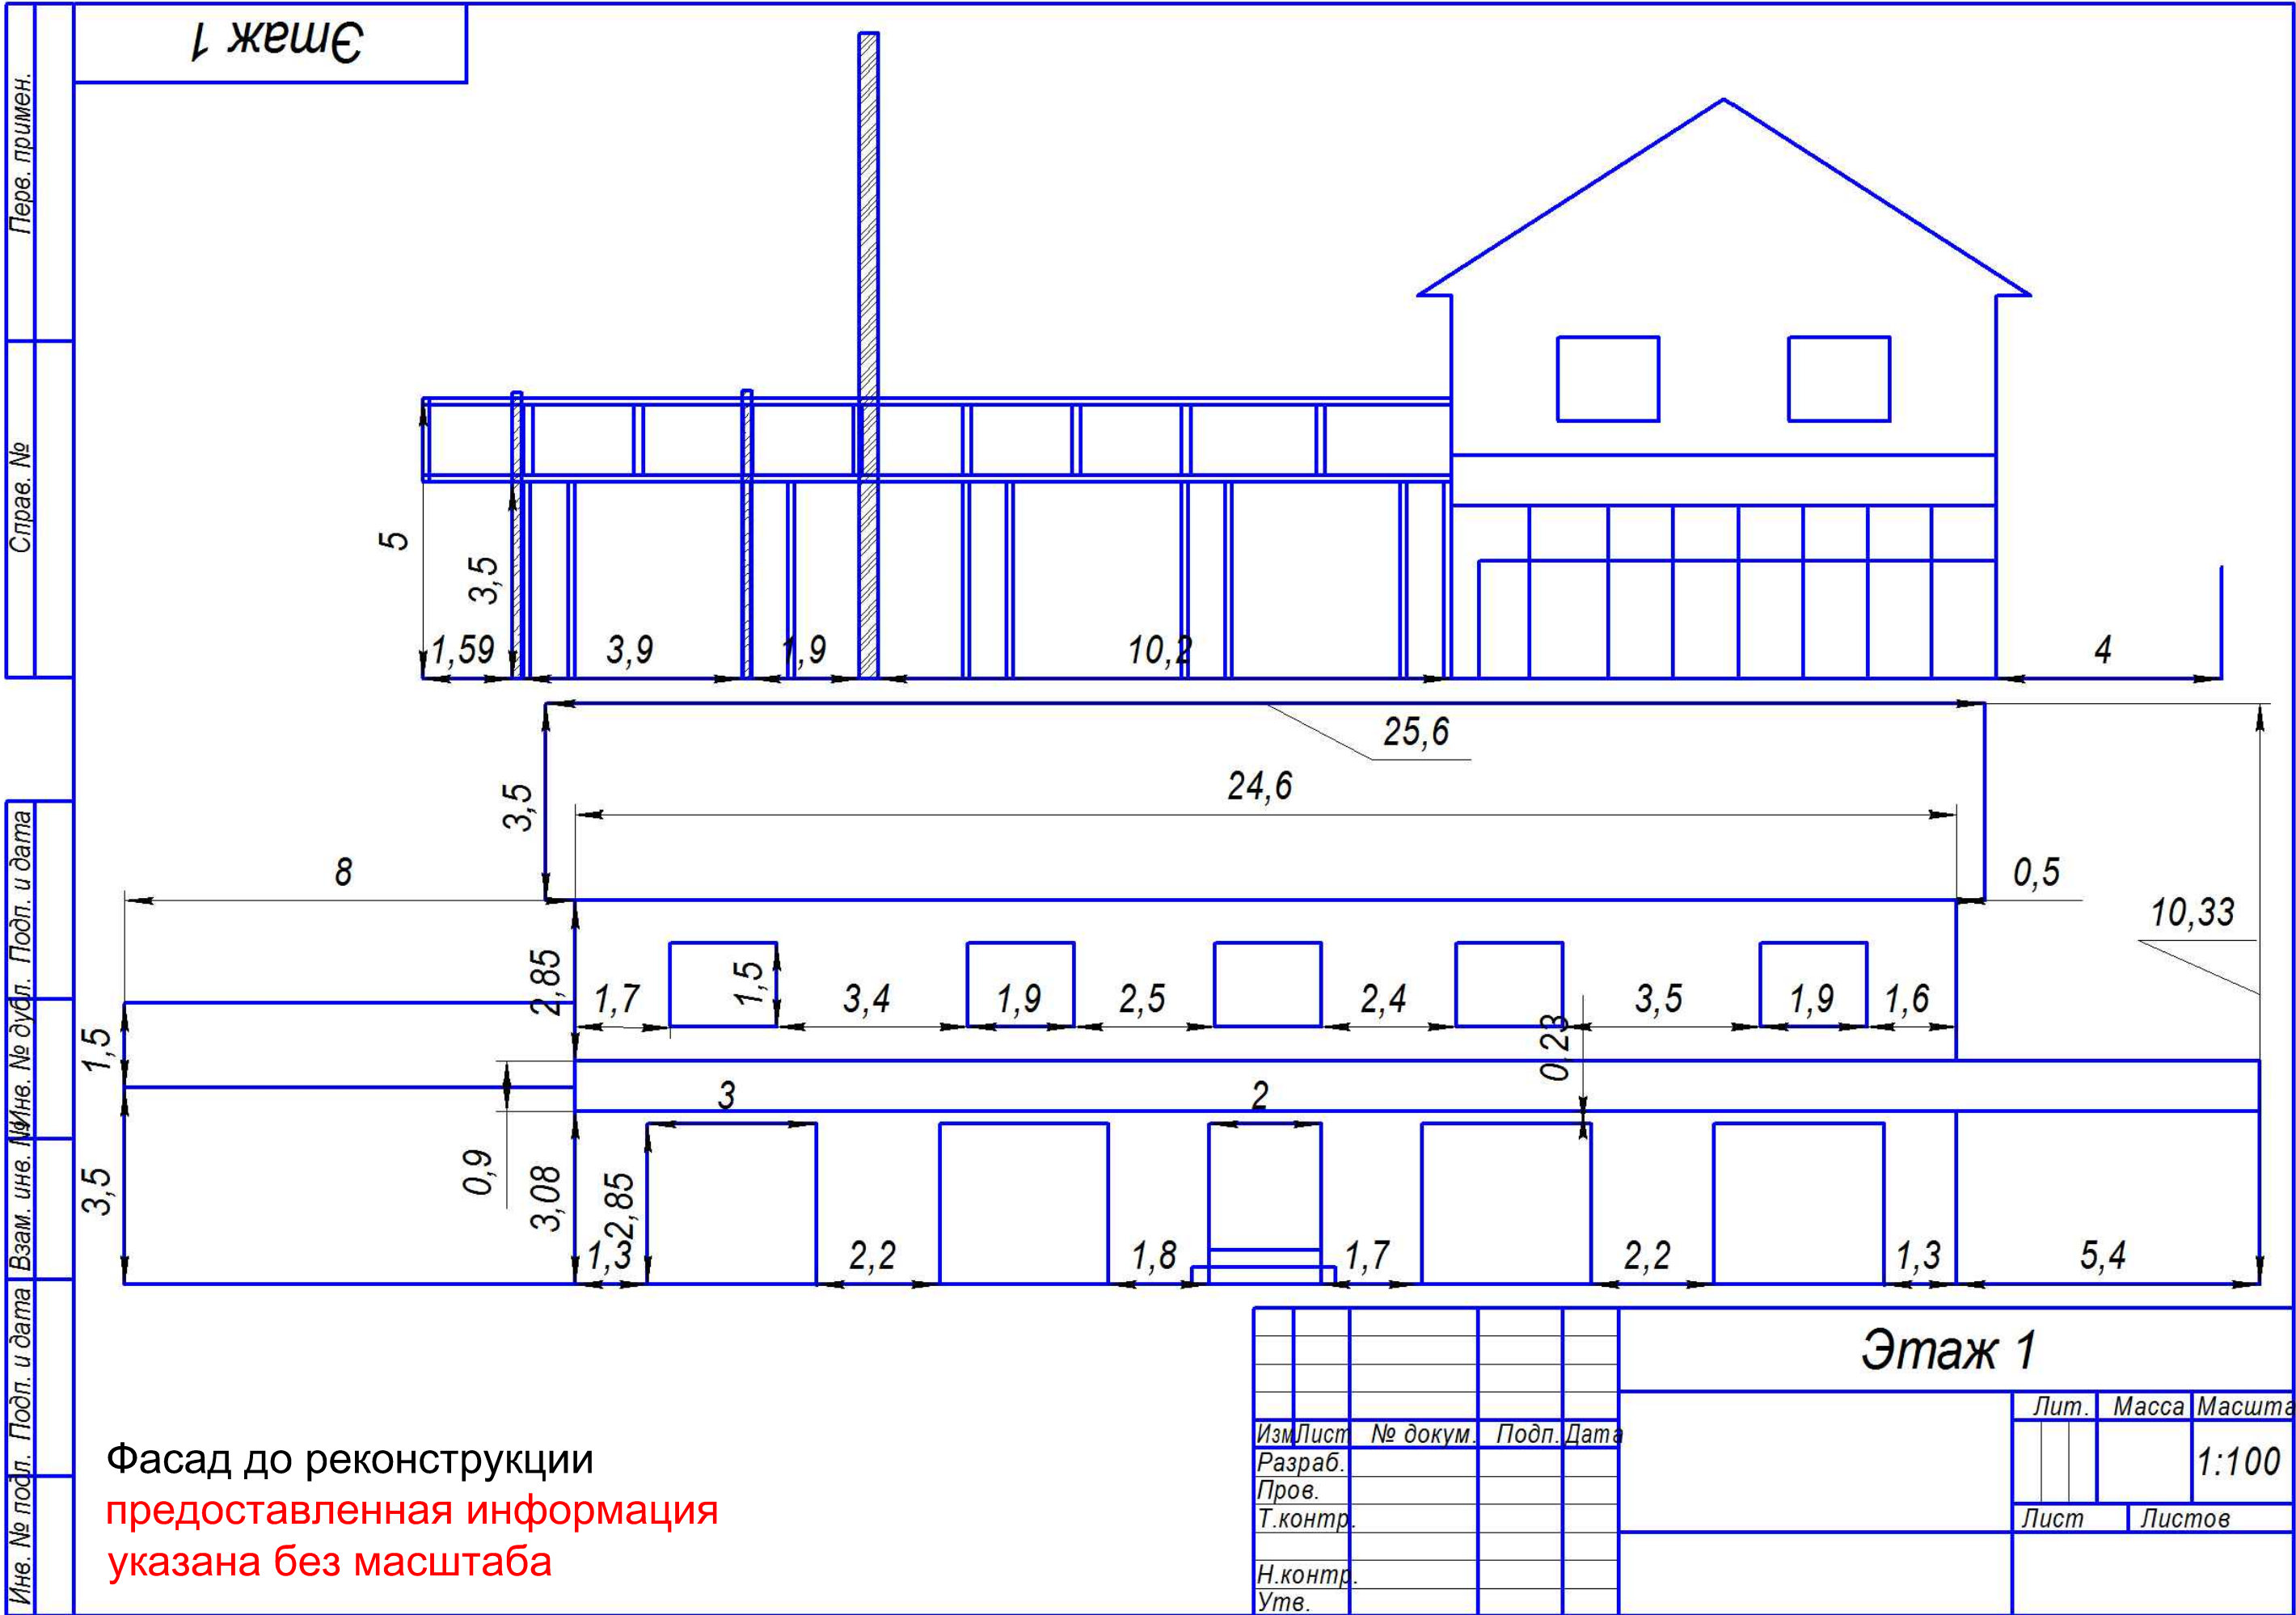 Этаж 1
Перв. примен.
Справ. №
Подп. и дата
Инв. № дубл.
Взам. инв. №
Подп. и дата
Инв. № подл.
5
3,5
1,59
3,9
1,9
10,2
4
25,6
24,6
3,5
8
0,5
10,33
2,85
1,7
1,5
3,4
1,9
2,5
2,4
3,5
1,9
1,6
0,23
1,5
3
2
0,9
3,5
3,08
2,85
1,3
2,2
1,8
1,7
2,2
1,3
5,4
Этаж 1
Лит. Масса Масшта
Изм Лист № докум. Подп. Дата
1:100
Разраб.
Пров.
Т.контр.
Лист Листов
Н.контр.
Утв.
Фасад до реконструкции
предоставленная информация
указана без масштаба